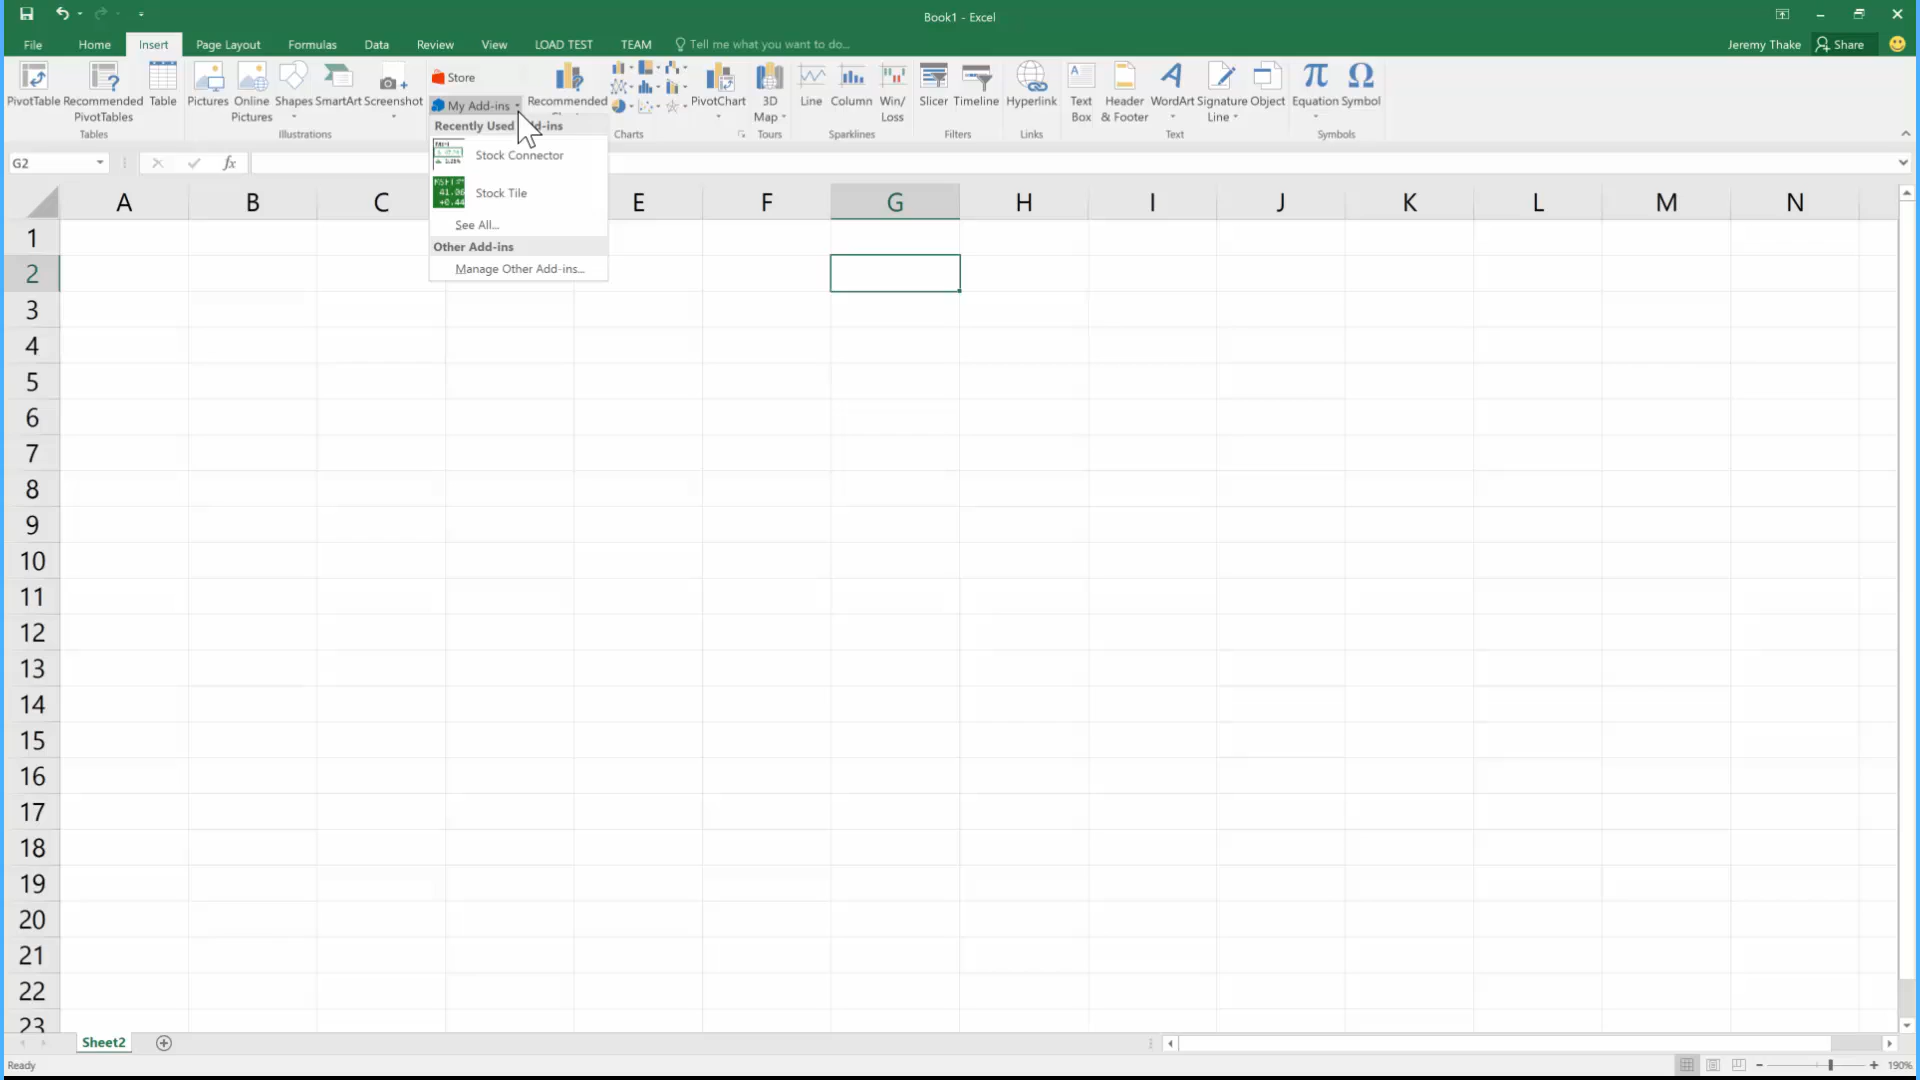 Book1 - Excel
File Home Insert Page Layout Formulas Data Review View LOAD TEST TEAM Tell me what you want to do... Jeremy Thake Share
PivotTable Recommended PivotTables Table
Tables
Pictures Online Pictures Shapes SmartArt Screenshot
Illustrations
Store
My Add-ins
Recommended
PivotChart
Charts
3D Map
Tours
Line Column Win/Loss
Sparklines
Slicer Timeline
Filters
Hyperlink
Links
Text Box Header & Footer WordArt Signature Line Object
Text
Equation Symbol
Symbols
Recently Used
Stock Connector
Stock Tile
See All...
Other Add-ins
Manage Other Add-ins...
G2
fx
A B C E F G H I J K L M N
1
2
3
4
5
6
7
8
9
10
11
12
13
14
15
16
17
18
19
20
21
22
23
Sheet2
Ready
190%